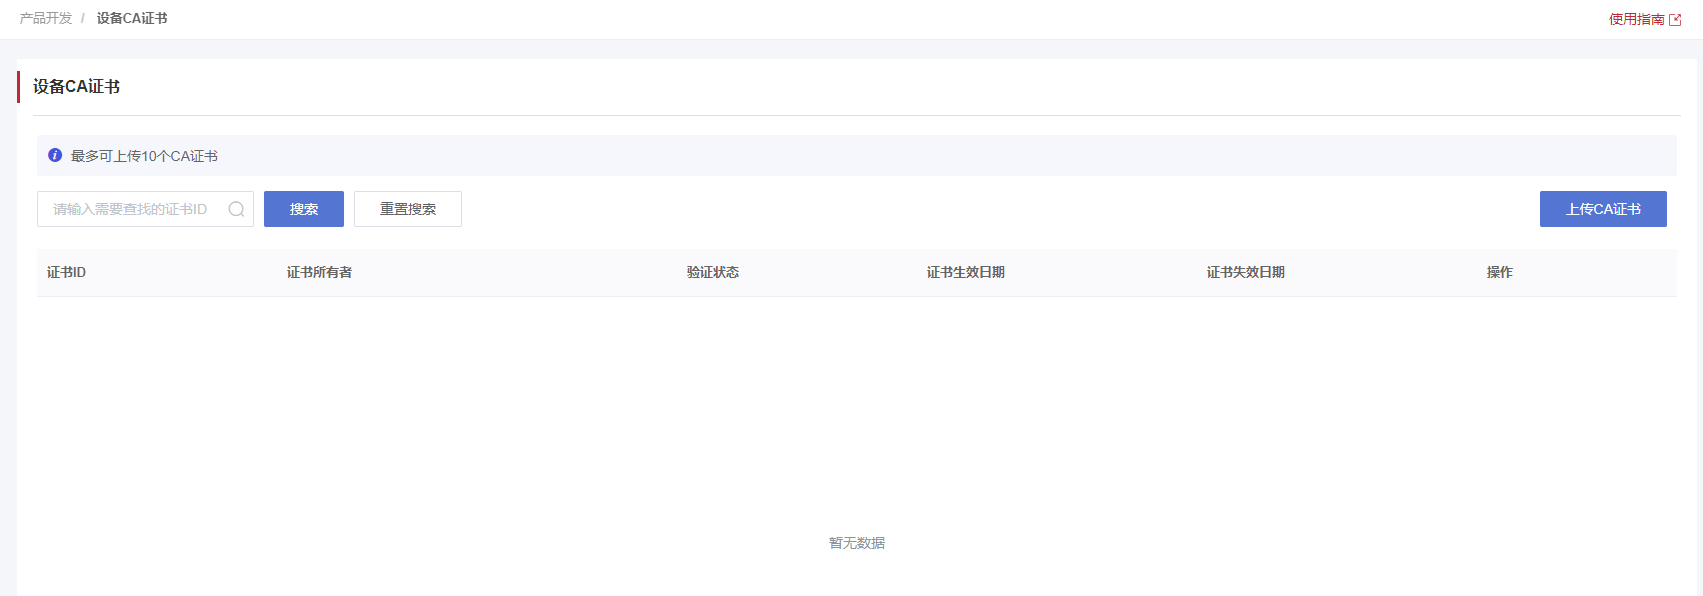 产品开发 / 设备CA证书
使用指南
设备CA证书
最多可上传10个CA证书
请输入需要查找的证书ID 搜索 重置搜索 上传CA证书
证书ID 证书所有者 验证状态 证书生效日期 证书失效日期 操作
暂无数据